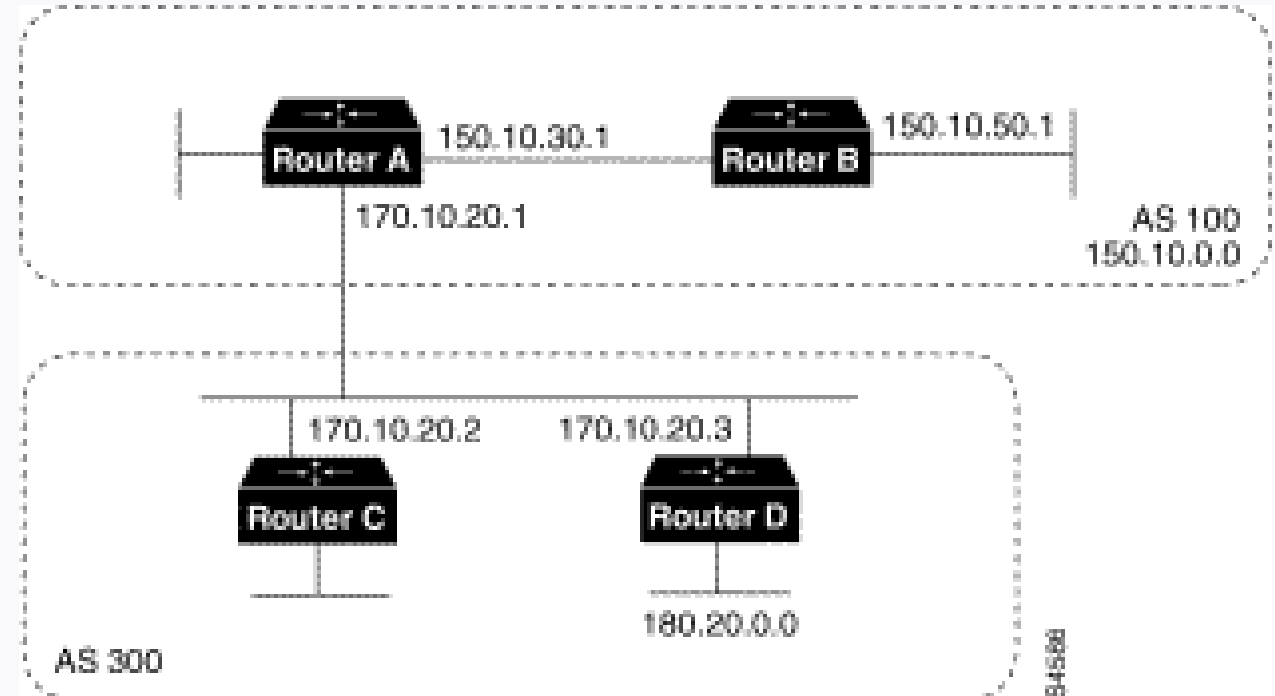 Router A
150.10.30.1
Router B
150.10.50.1
170.10.20.1
AS 100
150.10.0.0
170.10.20.2
170.10.20.3
Router C
Router D
180.20.0.0
AS 300